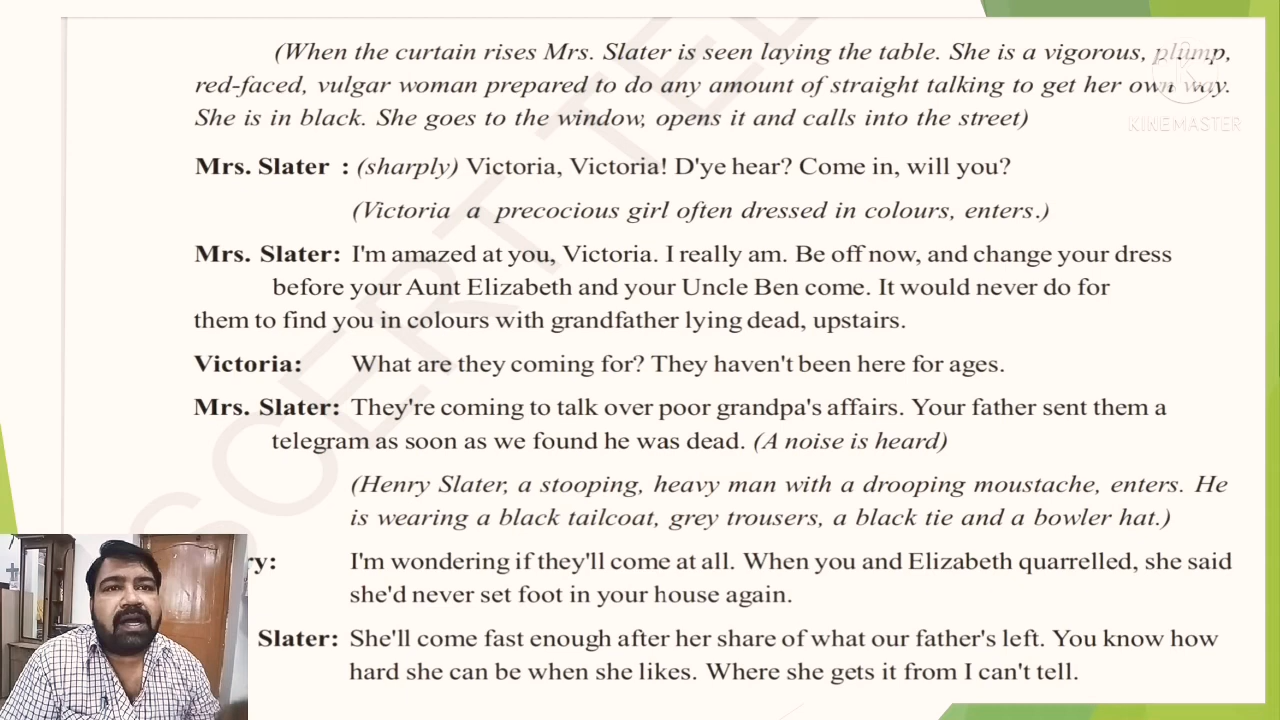 (When the curtain rises Mrs. Slater is seen laying the table. She is a vigorous, plump,
red-faced, vulgar woman prepared to do any amount of straight talking to get her own way.
She is in black. She goes to the window, opens it and calls into the street)
KINEMASTER
Mrs. Slater : (sharply) Victoria, Victoria! D'ye hear? Come in, will you?
(Victoria a precocious girl often dressed in colours, enters.)
Mrs. Slater: I'm amazed at you, Victoria. I really am. Be off now, and change your dress
before your Aunt Elizabeth and your Uncle Ben come. It would never do for
them to find you in colours with grandfather lying dead, upstairs.
Victoria: What are they coming for? They haven't been here for ages.
Mrs. Slater: They're coming to talk over poor grandpa's affairs. Your father sent them a
telegram as soon as we found he was dead. (A noise is heard)
(Henry Slater, a stooping, heavy man with a drooping moustache, enters. He
is wearing a black tailcoat, grey trousers, a black tie and a bowler hat.)
ry: I'm wondering if they'll come at all. When you and Elizabeth quarrelled, she said
she'd never set foot in your house again.
Slater: She'll come fast enough after her share of what our father's left. You know how
hard she can be when she likes. Where she gets it from I can't tell.
SCERT TEL